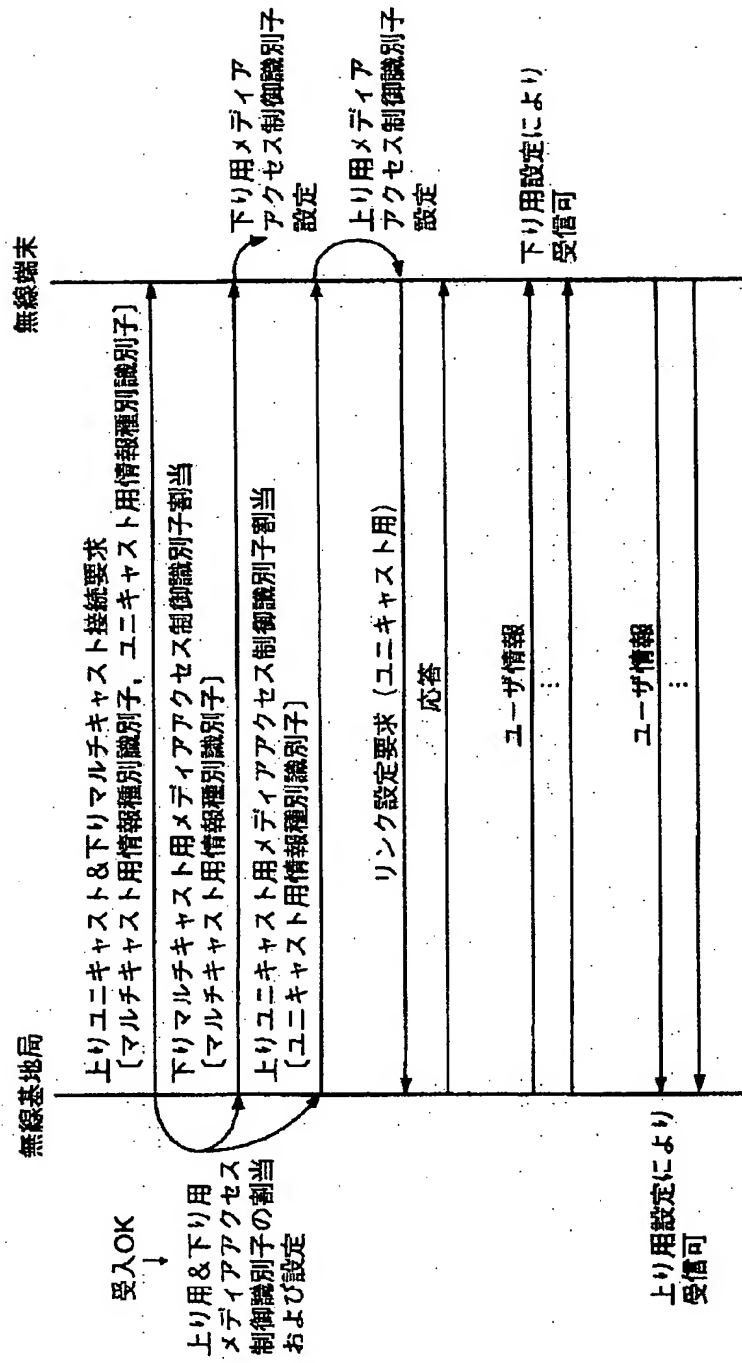 無線基地局
無線端末
受入OK
↓
上り用&下り用
メディアアクセス
制御識別子の割当
および設定
上りユニキャスト&下りマルチキャスト接続要求
〔マルチキャスト用情報種別識別子，ユニキャスト用情報種別識別子〕
下りマルチキャスト用メディアアクセス制御識別子割当
〔マルチキャスト用情報種別識別子〕
下り用メディア
アクセス制御識別子
設定
上りユニキャスト用メディアアクセス制御識別子割当
〔ユニキャスト用情報種別識別子〕
上り用メディア
アクセス制御識別子
設定
リンク設定要求（ユニキャスト用）
応答
ユーザ情報
⋮
下り用設定により
受信可
ユーザ情報
⋮
上り用設定により
受信可